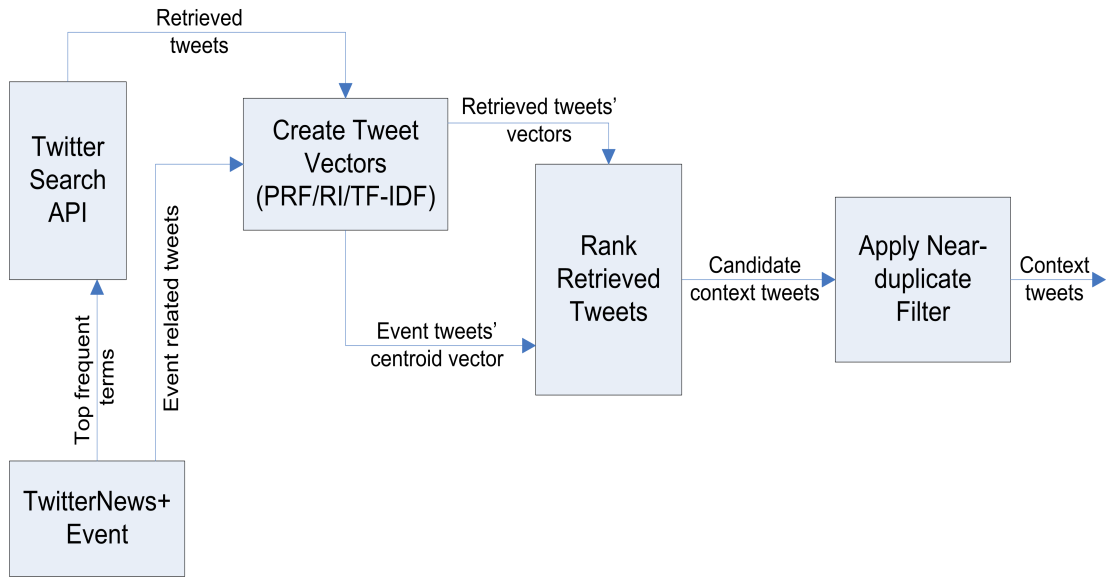 Retrieved
tweets
Twitter
Search
API
Create Tweet
Vectors
(PRF/RI/TF-IDF)
Retrieved tweets’
vectors
Rank
Retrieved
Tweets
Candidate
context tweets
Apply Near-
duplicate
Filter
Context
tweets
Event tweets’
centroid vector
Event related tweets
Top frequent
terms
TwitterNews+
Event